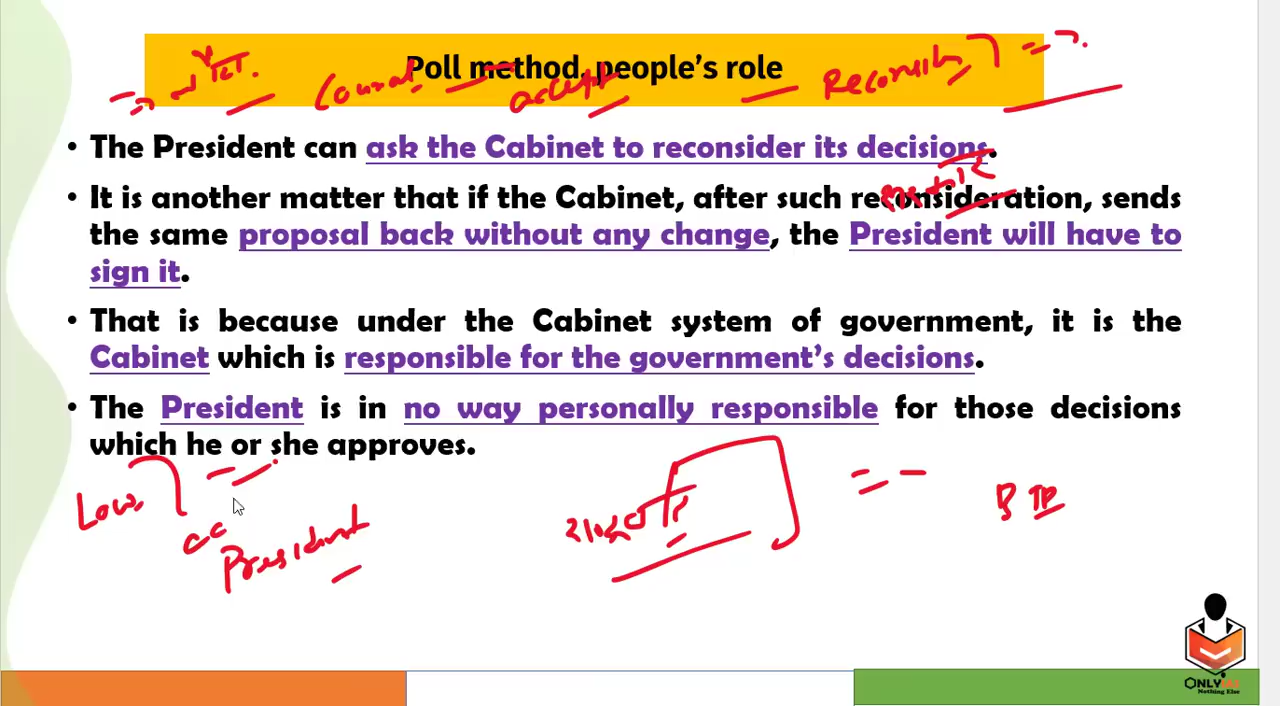 Poll method, people's role
accept
• The President can ask the Cabinet to reconsider its decisions.
• It is another matter that if the Cabinet, after such reconsideration, sends
the same proposal back without any change, the President will have to
sign it.
• That is because under the Cabinet system of government, it is the
Cabinet which is responsible for the government's decisions.
• The President is in no way personally responsible for those decisions
which he or she approves.
Low
President
ONLY
Nothing Else